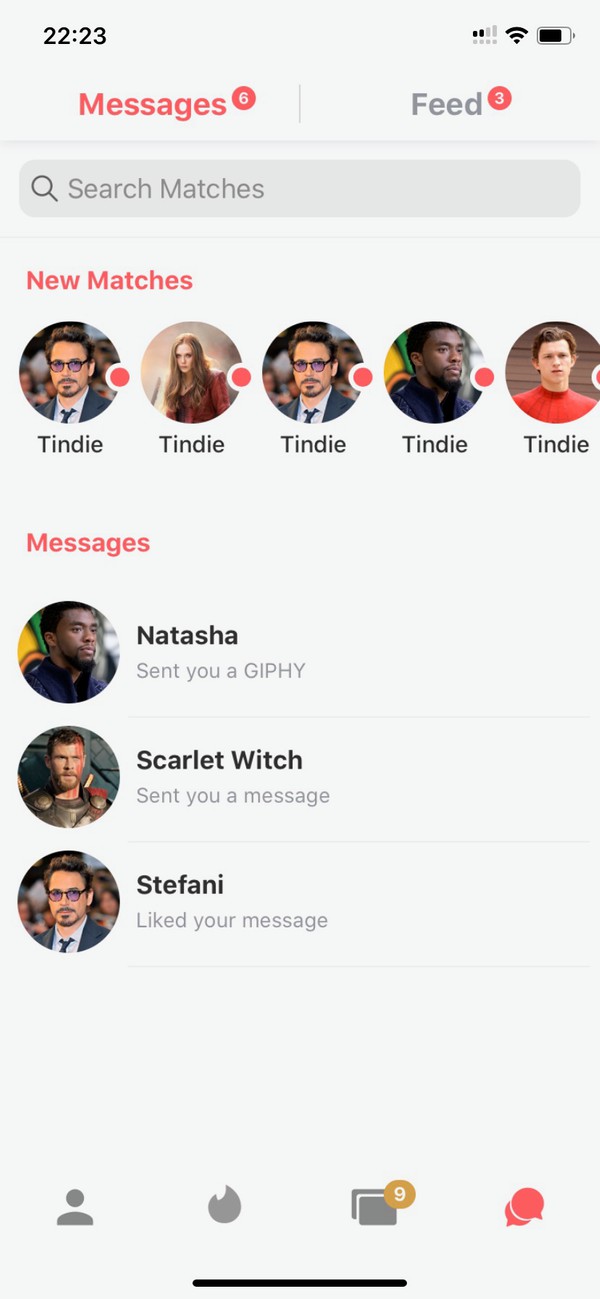 22:23
Messages 6 Feed 3
Search Matches
New Matches
Tindie Tindie Tindie Tindie Tindie
Messages
Natasha
Sent you a GIPHY
Scarlet Witch
Sent you a message
Stefani
Liked your message
9